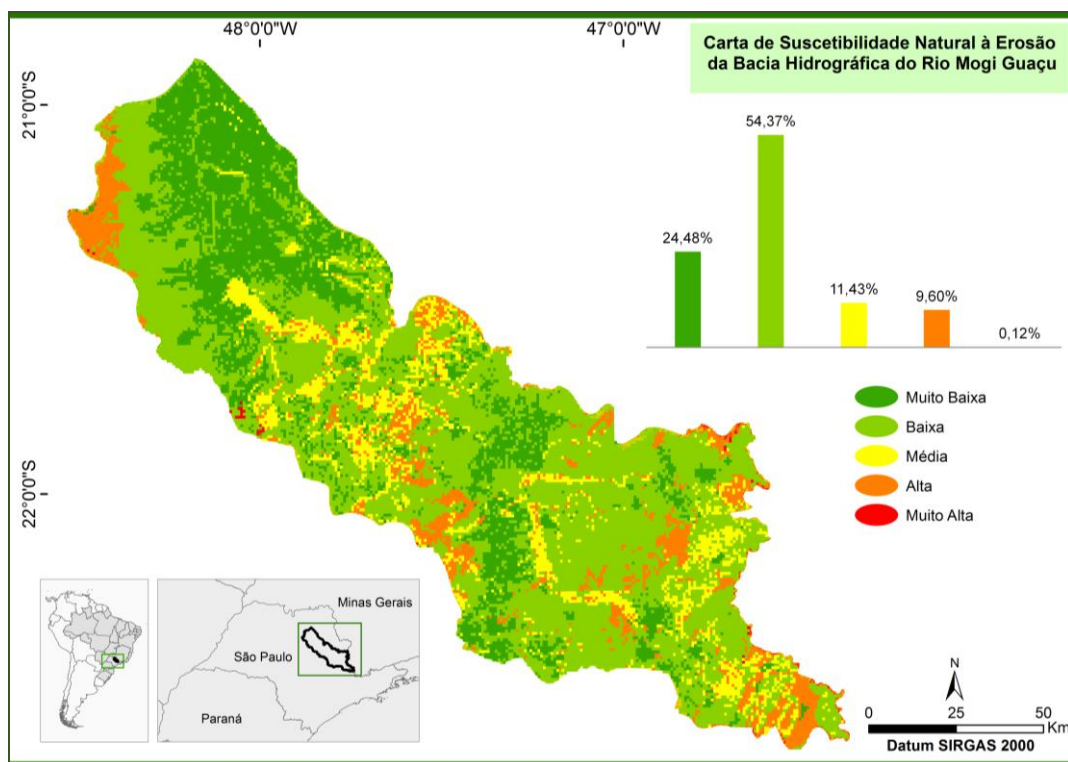 48°0'0"W
47°0'0"W
Carta de Suscetibilidade Natural à Erosão
da Bacia Hidrográfica do Rio Mogi Guaçu
21°0'0"S
54,37%
24,48%
11,43%
9,60%
0,12%
Muito Baixa
Baixa
Média
Alta
Muito Alta
22°0'0"S
Minas Gerais
São Paulo
Paraná
N
0 25 50
Km
Datum SIRGAS 2000